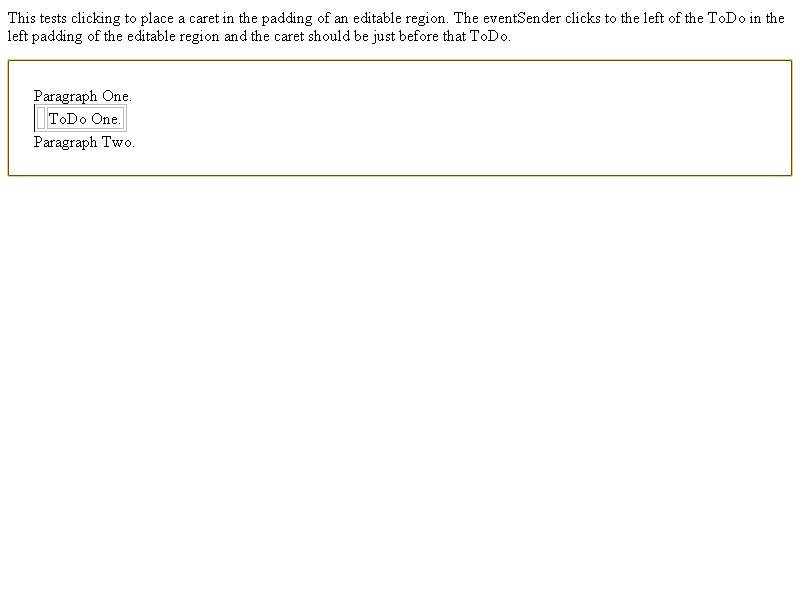 This tests clicking to place a caret in the padding of an editable region. The eventSender clicks to the left of the ToDo in the
left padding of the editable region and the caret should be just before that ToDo.
Paragraph One.
ToDo One.
Paragraph Two.